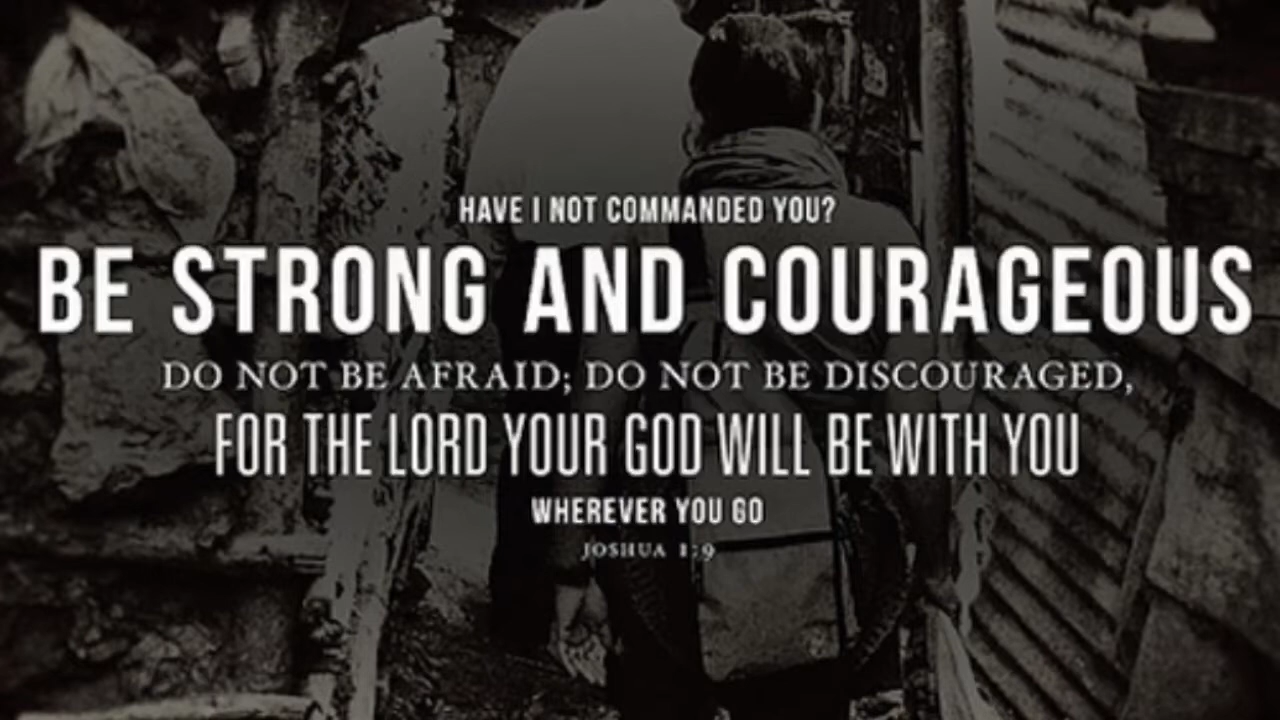 HAVE I NOT COMMANDED YOU?
BE STRONG AND COURAGEOUS
DO NOT BE AFRAID; DO NOT BE DISCOURAGED,
FOR THE LORD YOUR GOD WILL BE WITH YOU
WHEREVER YOU GO
JOSHUA 1:9